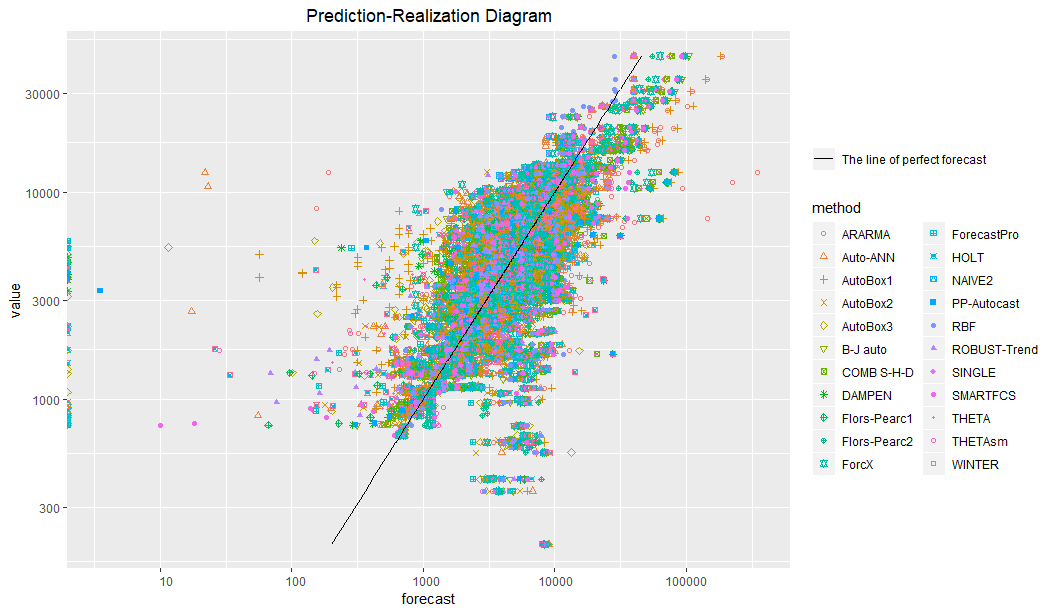 Prediction-Realization Diagram
value
30000
10000
3000
1000
300
10
100
1000
10000
100000
forecast
The line of perfect forecast
method
ARARMA
Auto-ANN
AutoBox1
AutoBox2
AutoBox3
B-J auto
COMB S-H-D
DAMPEN
Flors-Pearc1
Flors-Pearc2
ForcX
ForecastPro
HOLT
NAIVE2
PP-Autocast
RBF
ROBUST-Trend
SINGLE
SMARTFCS
THETA
THETAsm
WINTER